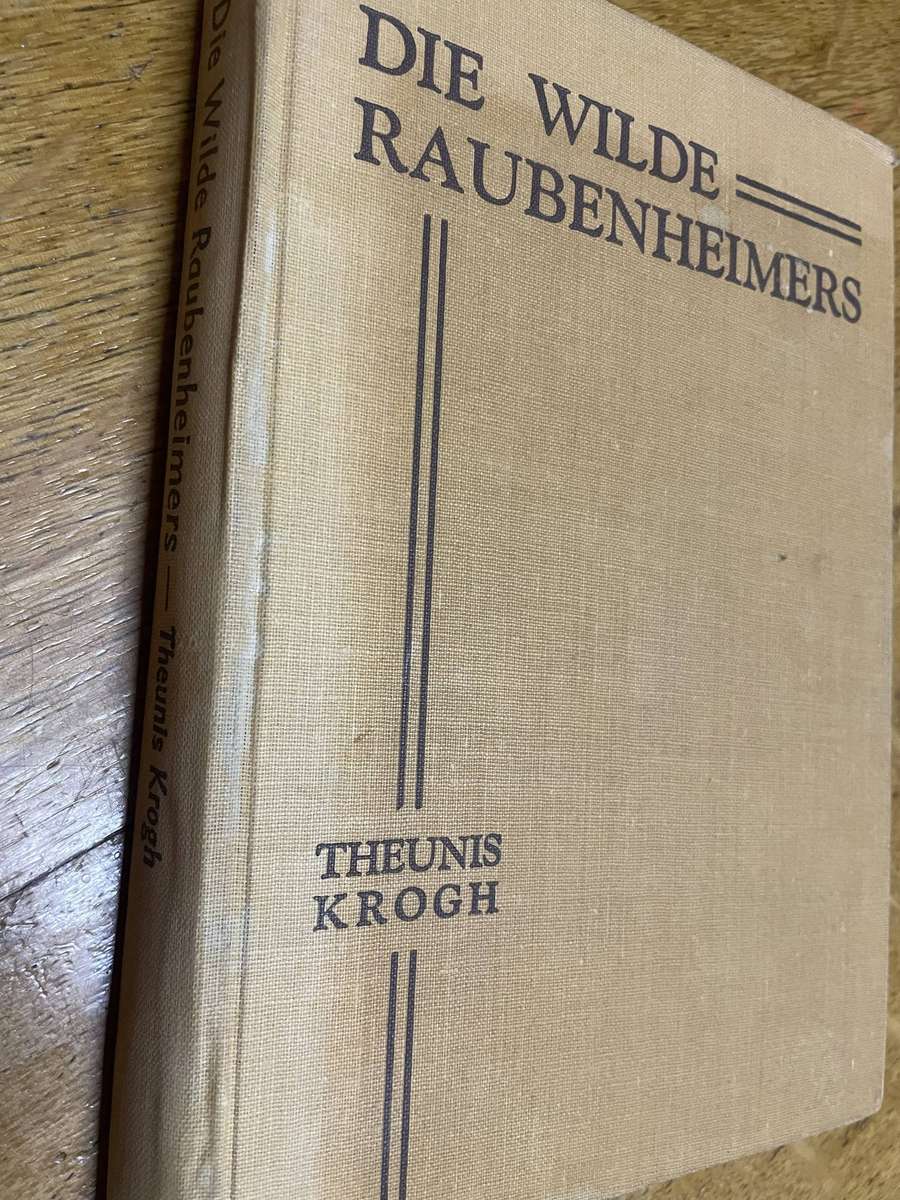 DIE WILDE
RAUBENHEIMERS
THEUNIS
KROGH
Die Wilde Raubenheimers — Theunis Krogh